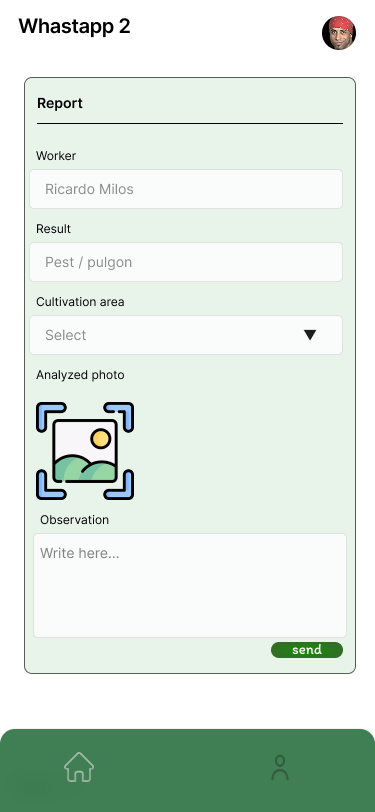 Whastapp 2
Report
Worker
Ricardo Milos
Result
Pest / pulgon
Cultivation area
Select
Analyzed photo
Observation
Write here...
send